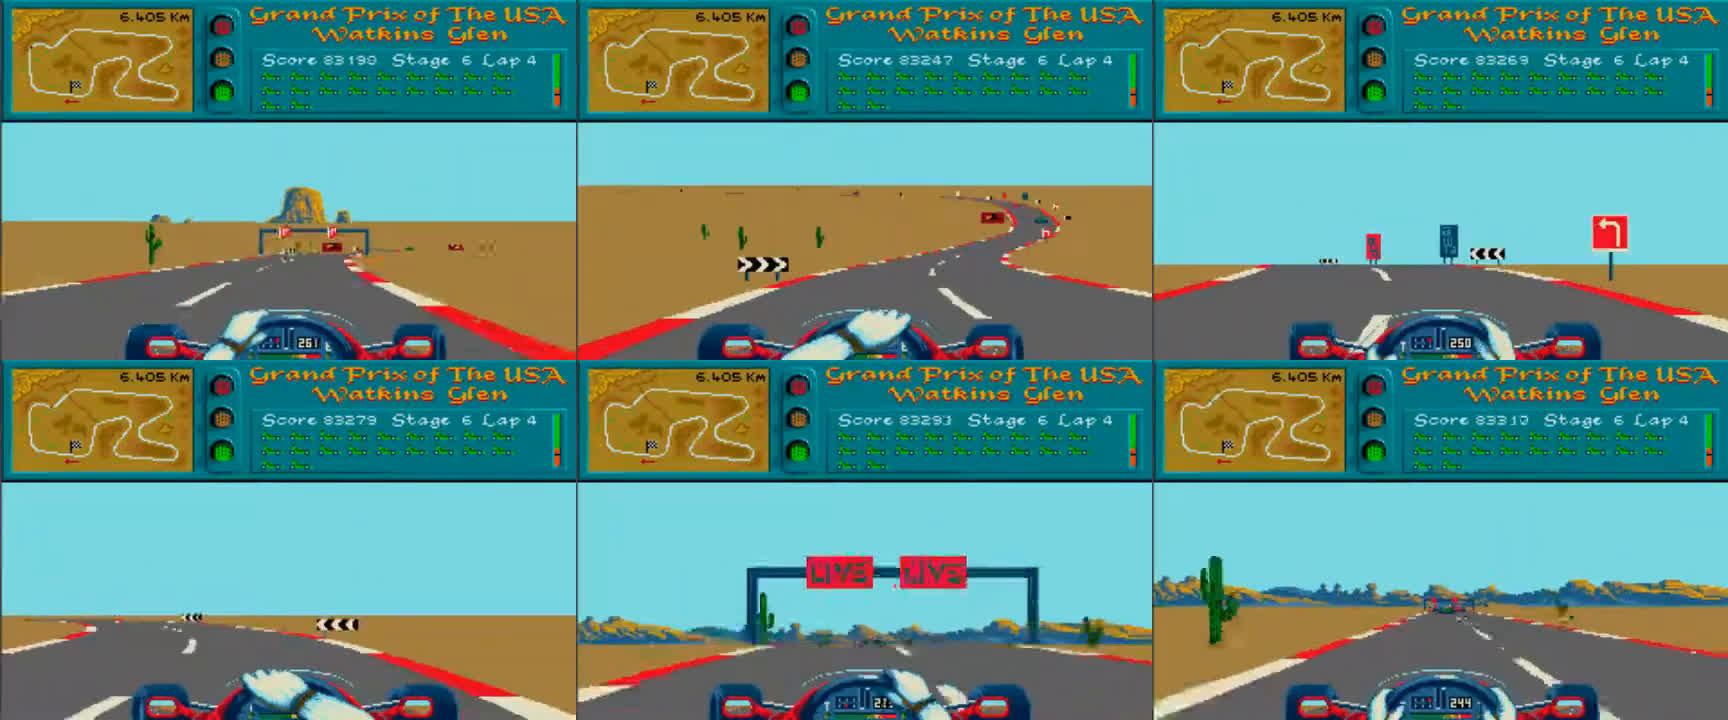 6.405 Km
Grand Prix of The USA
Watkins Glen
Score 83190 Stage 6 Lap 4
261
6.405 Km
Grand Prix of The USA
Watkins Glen
Score 83247 Stage 6 Lap 4
6.405 Km
Grand Prix of The USA
Watkins Glen
Score 83269 Stage 6 Lap 4
250
6.405 Km
Grand Prix of The USA
Watkins Glen
Score 83279 Stage 6 Lap 4
6.405 Km
Grand Prix of The USA
Watkins Glen
Score 83293 Stage 6 Lap 4
LIVE LIVE
6.405 Km
Grand Prix of The USA
Watkins Glen
Score 83310 Stage 6 Lap 4
244